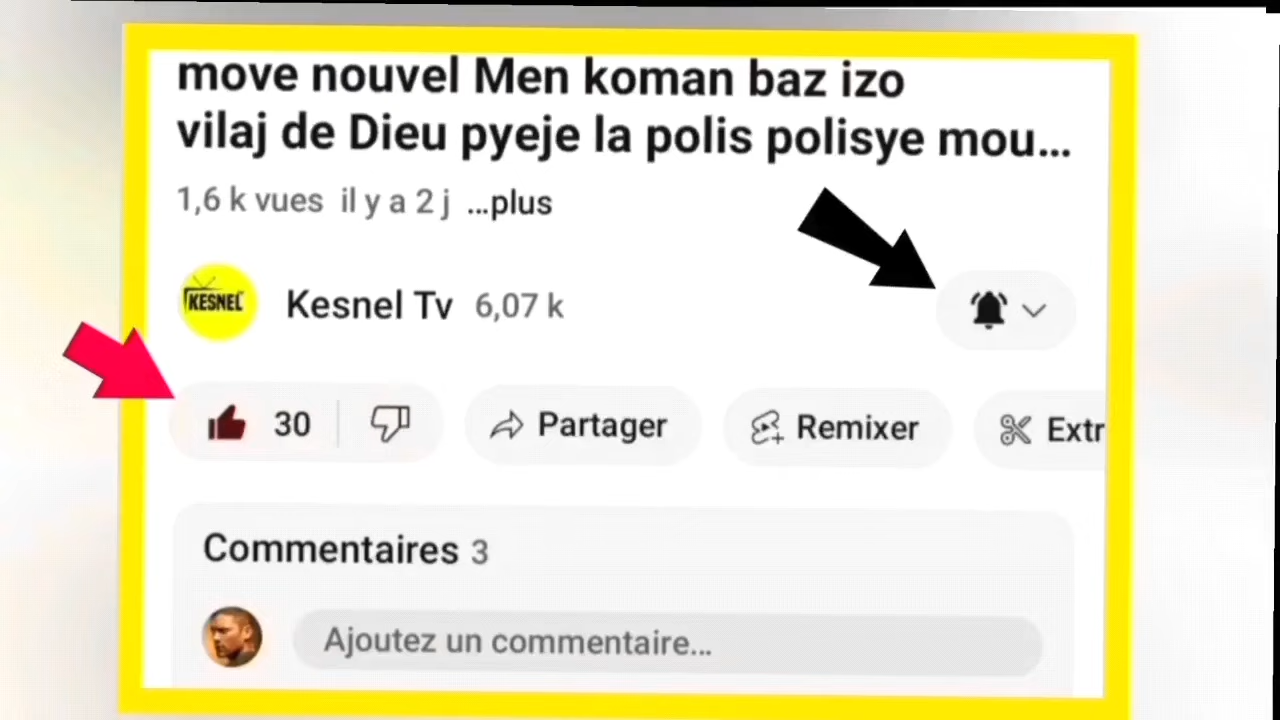 move nouvel Men koman baz izo
vilaj de Dieu pyeje la polis polisye mou...
1,6 k vues il y a 2 j ...plus
KESNEL
Kesnel Tv 6,07 k
30
Partager
Remixer
Extr
Commentaires 3
Ajoutez un commentaire...